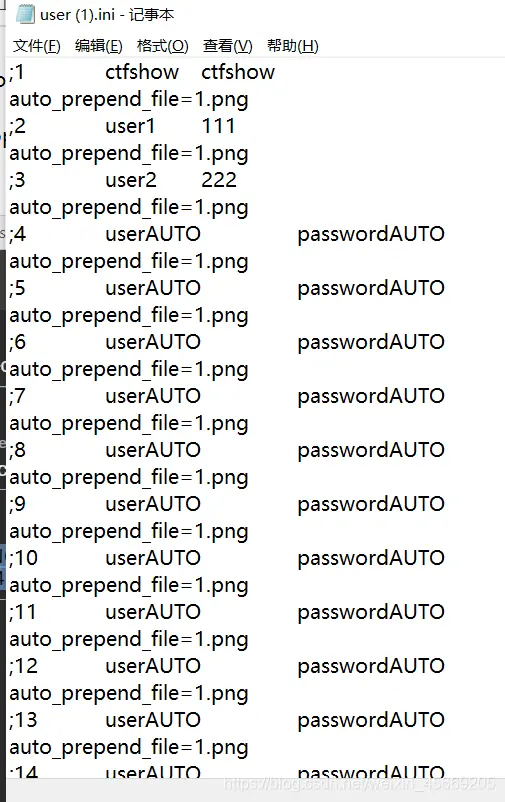 user (1).ini - 记事本
文件(F) 编辑(E) 格式(O) 查看(V) 帮助(H)
;1 ctfshow ctfshow
auto_prepend_file=1.png
;2 user1 111
auto_prepend_file=1.png
;3 user2 222
auto_prepend_file=1.png
;4 userAUTO passwordAUTO
auto_prepend_file=1.png
;5 userAUTO passwordAUTO
auto_prepend_file=1.png
;6 userAUTO passwordAUTO
auto_prepend_file=1.png
;7 userAUTO passwordAUTO
auto_prepend_file=1.png
;8 userAUTO passwordAUTO
auto_prepend_file=1.png
;9 userAUTO passwordAUTO
auto_prepend_file=1.png
;10 userAUTO passwordAUTO
auto_prepend_file=1.png
;11 userAUTO passwordAUTO
auto_prepend_file=1.png
;12 userAUTO passwordAUTO
auto_prepend_file=1.png
;13 userAUTO passwordAUTO
auto_prepend_file=1.png
;14 userAUTO passwordAUTO
https://blog.csdn.net/weixin_45669205